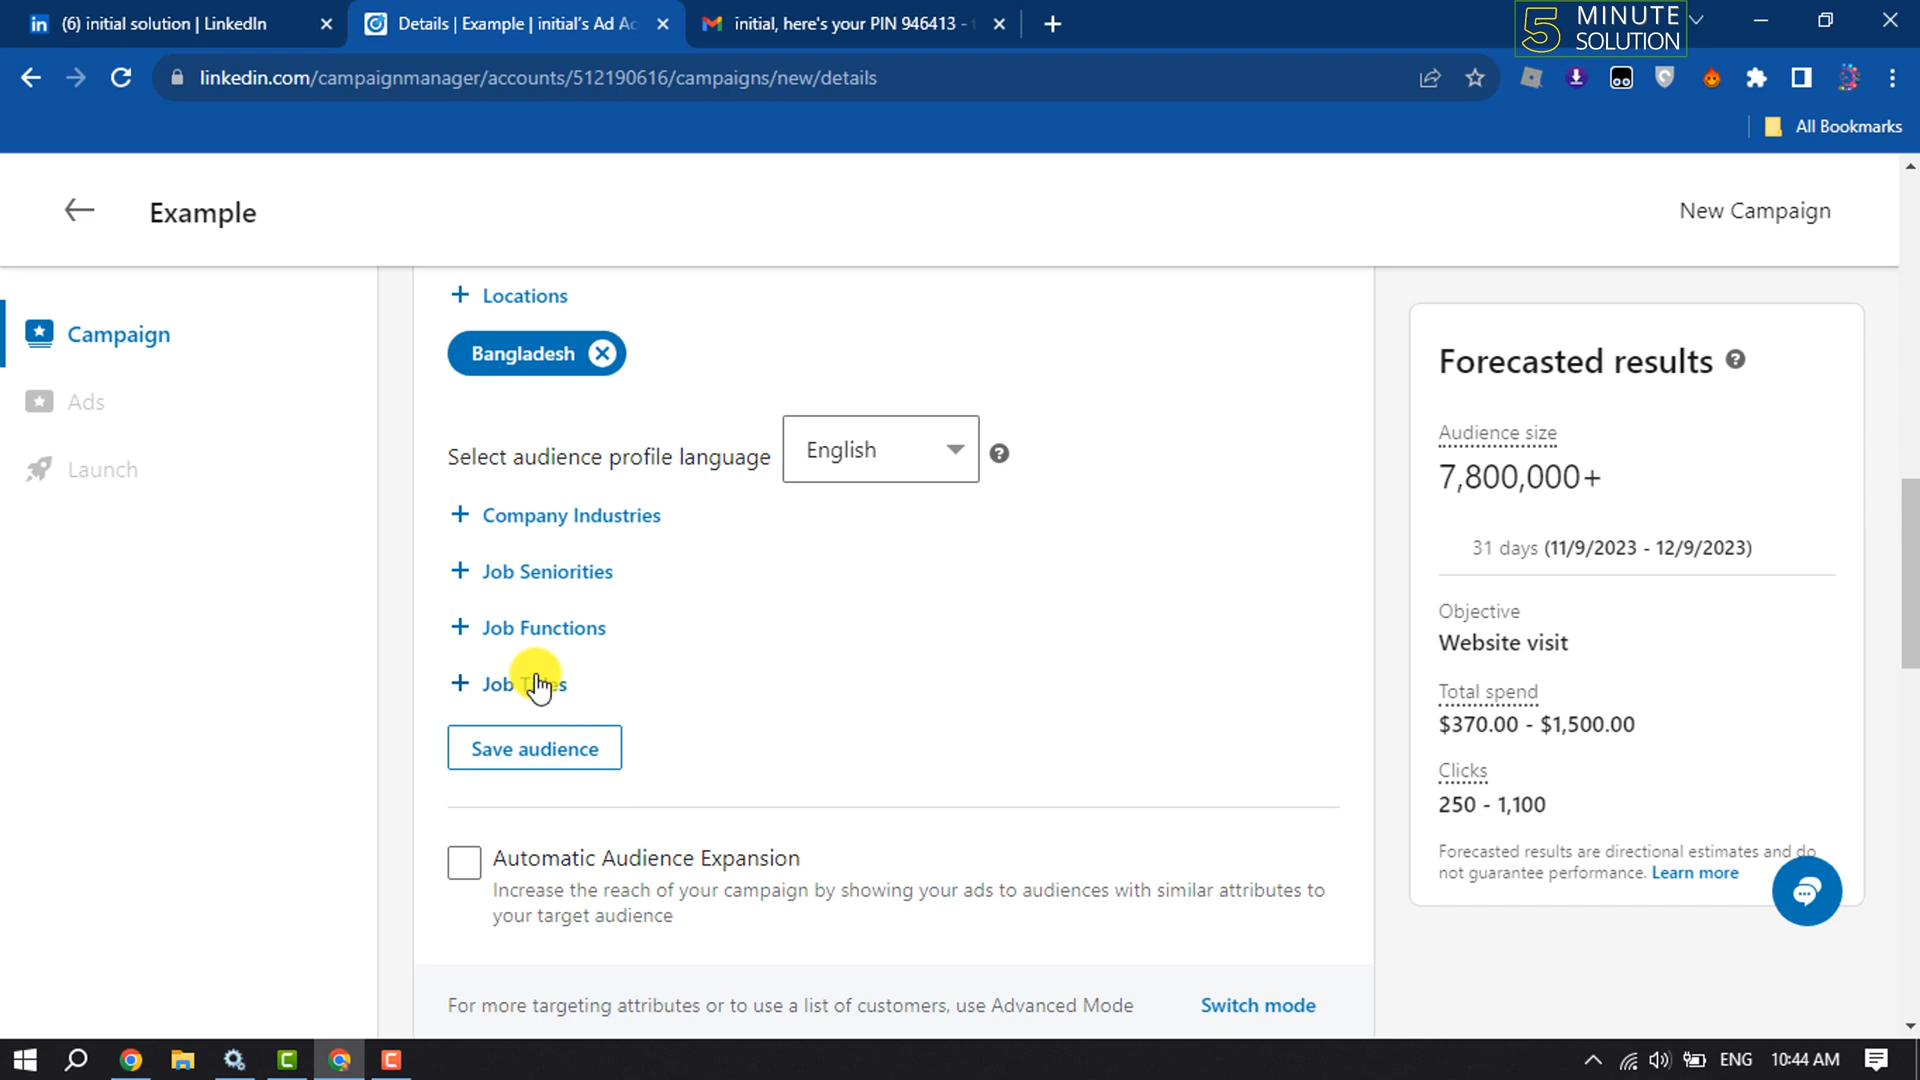 (6) initial solution | LinkedIn
Details | Example | initial's Ad Ac
initial, here's your PIN 946413 -
5 MINUTE SOLUTION
linkedin.com/campaignmanager/accounts/512190616/campaigns/new/details
All Bookmarks
Example
New Campaign
Campaign
Ads
Launch
+ Locations
Bangladesh
Select audience profile language
English
+ Company Industries
+ Job Seniorities
+ Job Functions
+ Job
Save audience
Automatic Audience Expansion
Increase the reach of your campaign by showing your ads to audiences with similar attributes to
your target audience
For more targeting attributes or to use a list of customers, use Advanced Mode
Switch mode
Forecasted results
Audience size
7,800,000+
31 days (11/9/2023 - 12/9/2023)
Objective
Website visit
Total spend
$370.00 - $1,500.00
Clicks
250 - 1,100
Forecasted results are directional estimates and do
not guarantee performance. Learn more
ENG
10:44 AM